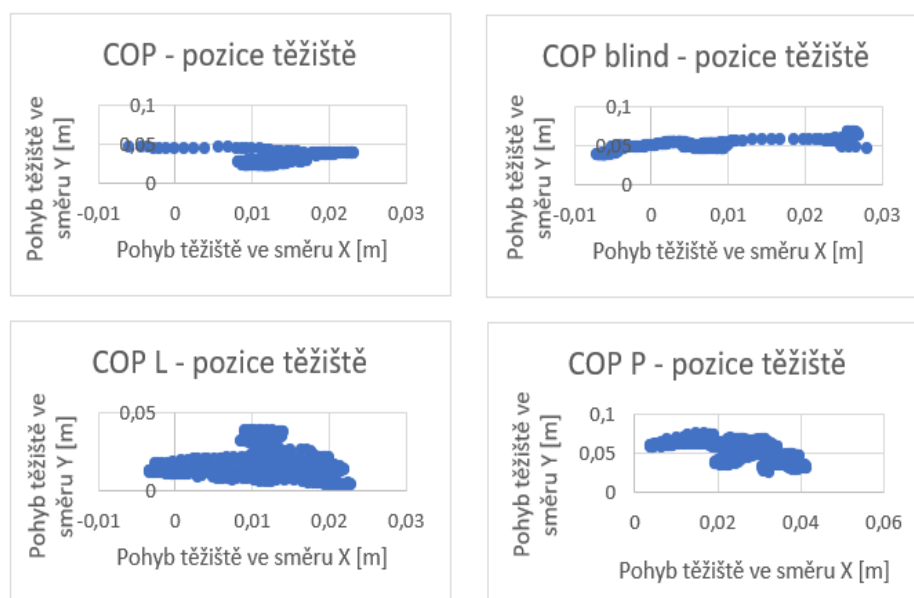 COP - pozice těžiště
Pohyb těžiště ve
směru Y [m]
0,1
0,05
0
-0,01 0 0,01 0,02 0,03
Pohyb těžiště ve směru X [m]
COP blind - pozice těžiště
Pohyb těžiště ve
směru Y [m]
0,1
0,05
0
-0,01 0 0,01 0,02 0,03
Pohyb těžiště ve směru X [m]
COP L - pozice těžiště
Pohyb těžiště ve
směru Y [m]
0,05
0
-0,01 0 0,01 0,02 0,03
Pohyb těžiště ve směru X [m]
COP P - pozice těžiště
Pohyb těžiště ve
směru Y [m]
0,1
0,05
0
0 0,02 0,04 0,06
Pohyb těžiště ve směru X [m]